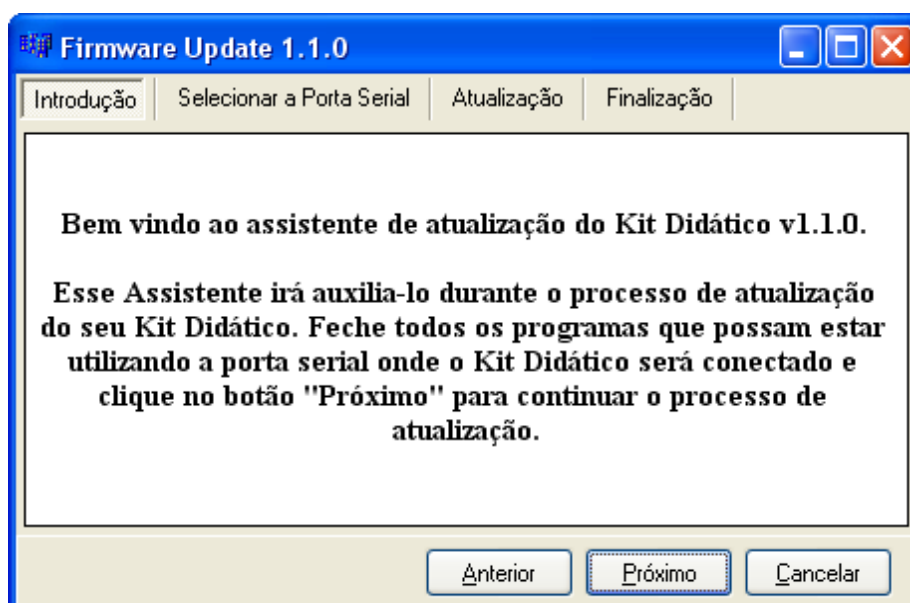 Firmware Update 1.1.0
Introdução Selecionar a Porta Serial Atualização Finalização
Bem vindo ao assistente de atualização do Kit Didático v1.1.0.
Esse Assistente irá auxilia-lo durante o processo de atualização
do seu Kit Didático. Feche todos os programas que possam estar
utilizando a porta serial onde o Kit Didático será conectado e
clique no botão "Próximo" para continuar o processo de
atualização.
Anterior Próximo Cancelar